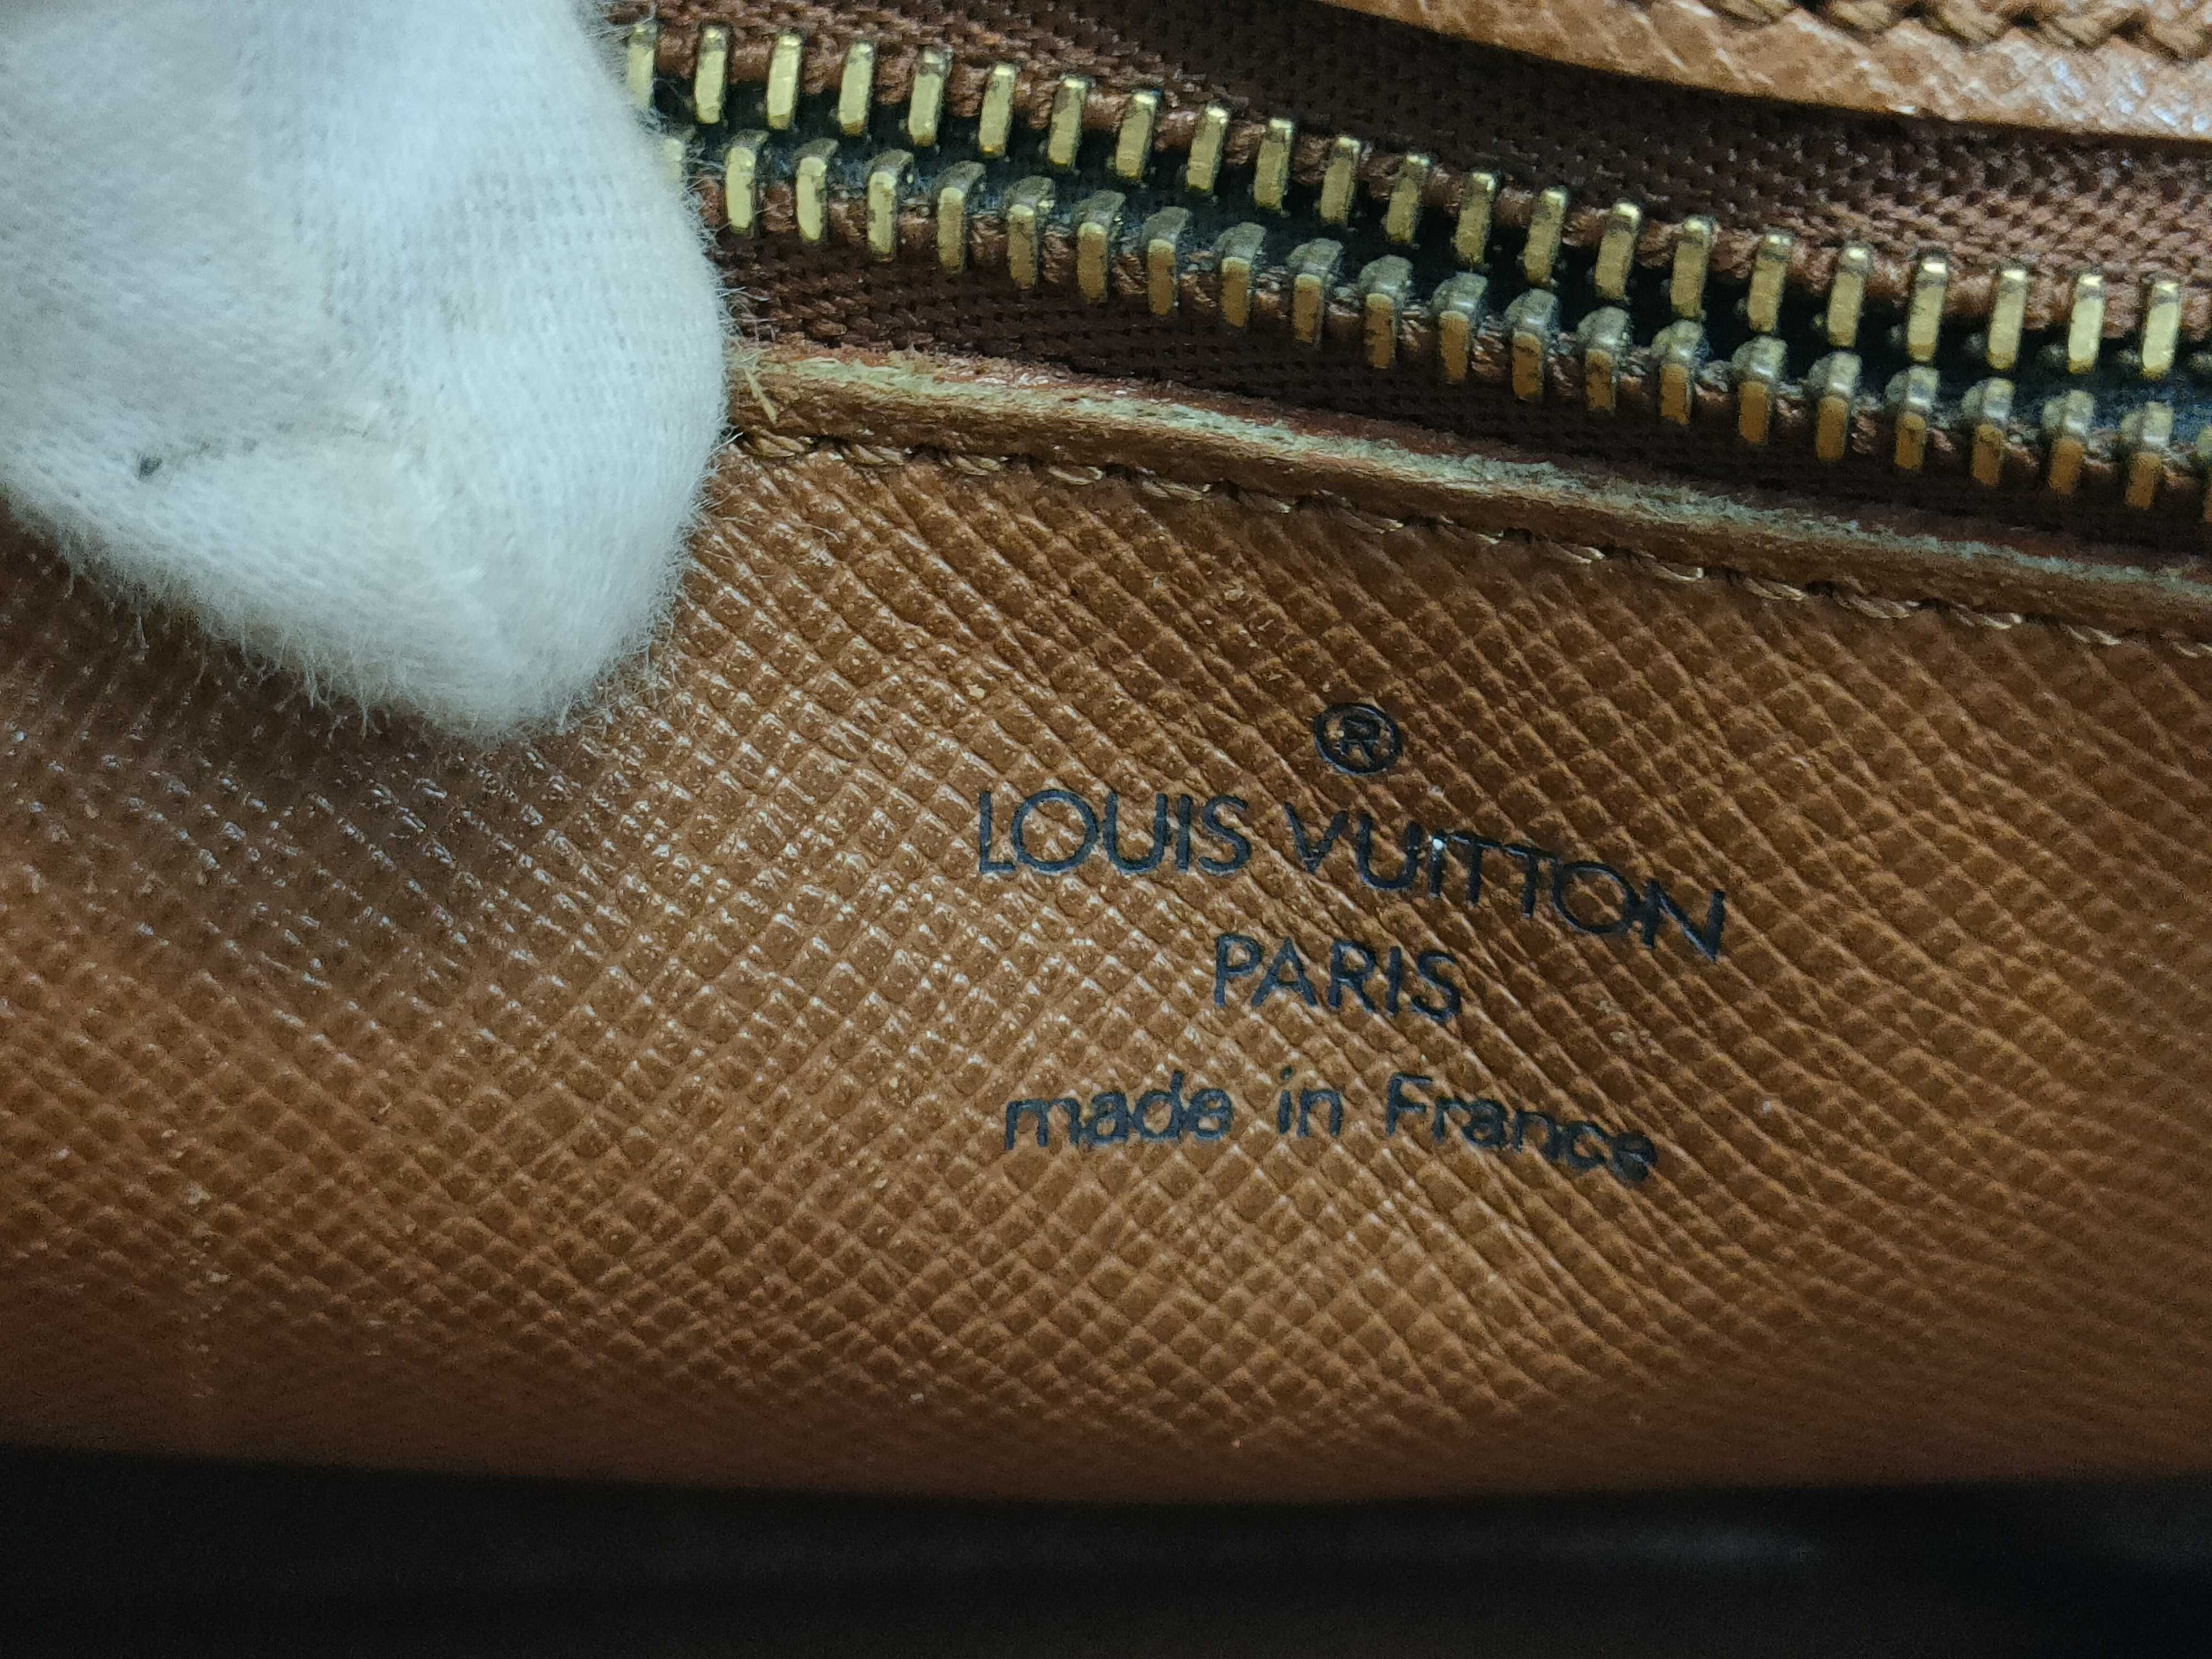 ®
LOUIS VUITTON
PARIS
made in France